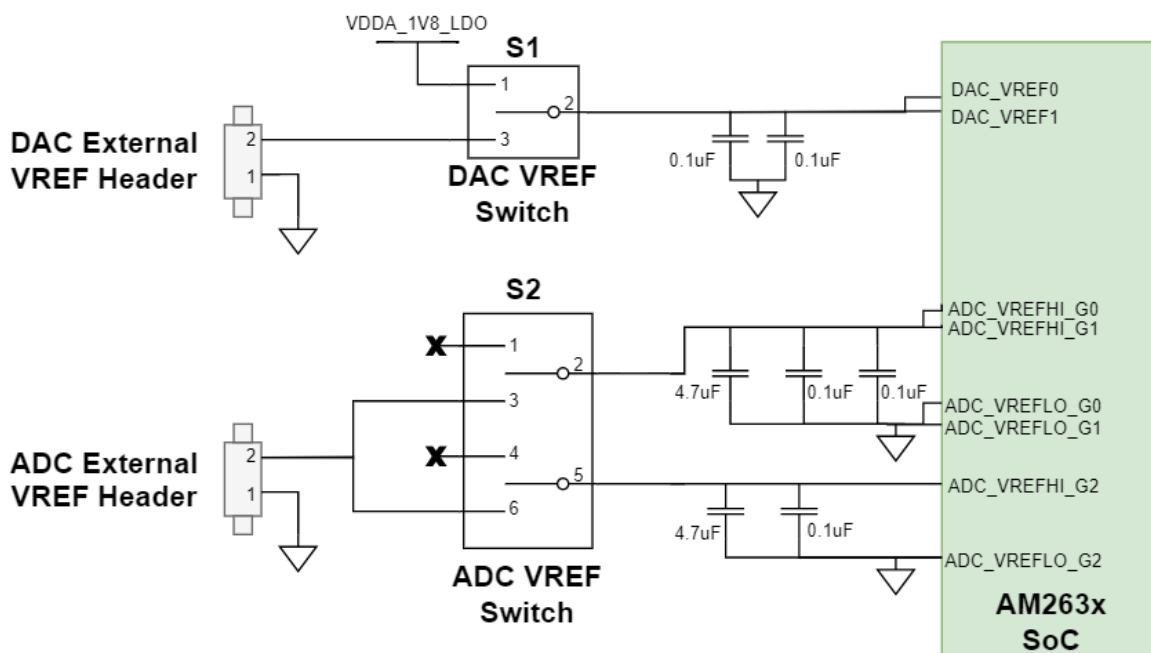 VDDA_1V8_LDO
S1
1
2
3
DAC VREF
Switch
DAC External
VREF Header
2
1
0.1uF
0.1uF
DAC_VREF0
DAC_VREF1
S2
1
2
3
4
5
6
ADC VREF
Switch
ADC External
VREF Header
2
1
4.7uF
0.1uF
0.1uF
4.7uF
0.1uF
ADC_VREFHI_G0
ADC_VREFHI_G1
ADC_VREFLO_G0
ADC_VREFLO_G1
ADC_VREFHI_G2
ADC_VREFLO_G2
AM263x
SoC